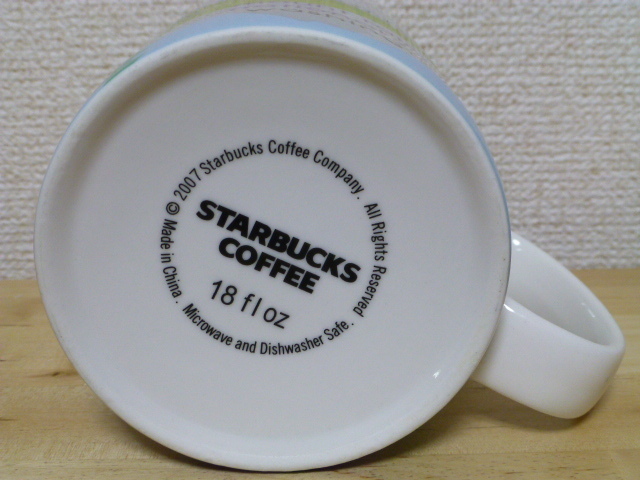 © 2007 Starbucks Coffee Company. All Rights Reserved
STARBUCKS
COFFEE
18 fl oz
Made in China. Microwave and Dishwasher Safe.